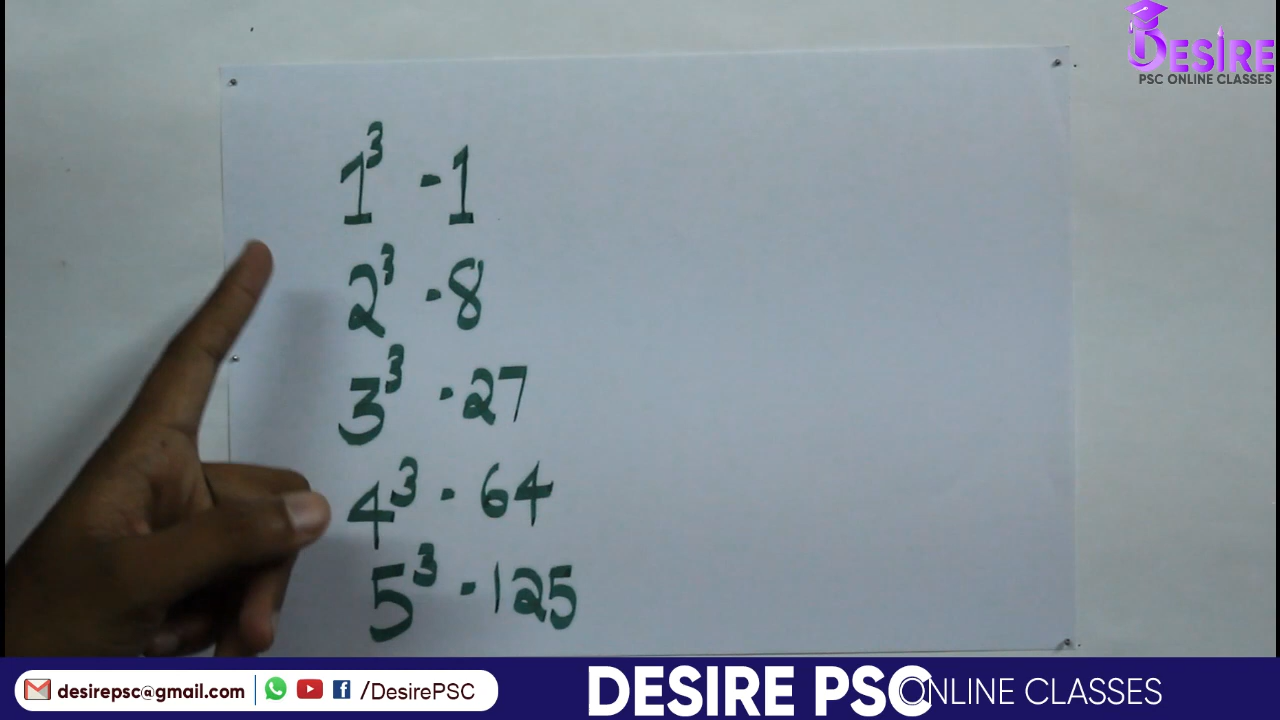 DESIRE
PSC ONLINE CLASSES
1³ - 1
2³ - 8
3³ - 27
4³ - 64
5³ - 125
desirepsc@gmail.com
/DesirePSC
DESIRE PSC ONLINE CLASSES